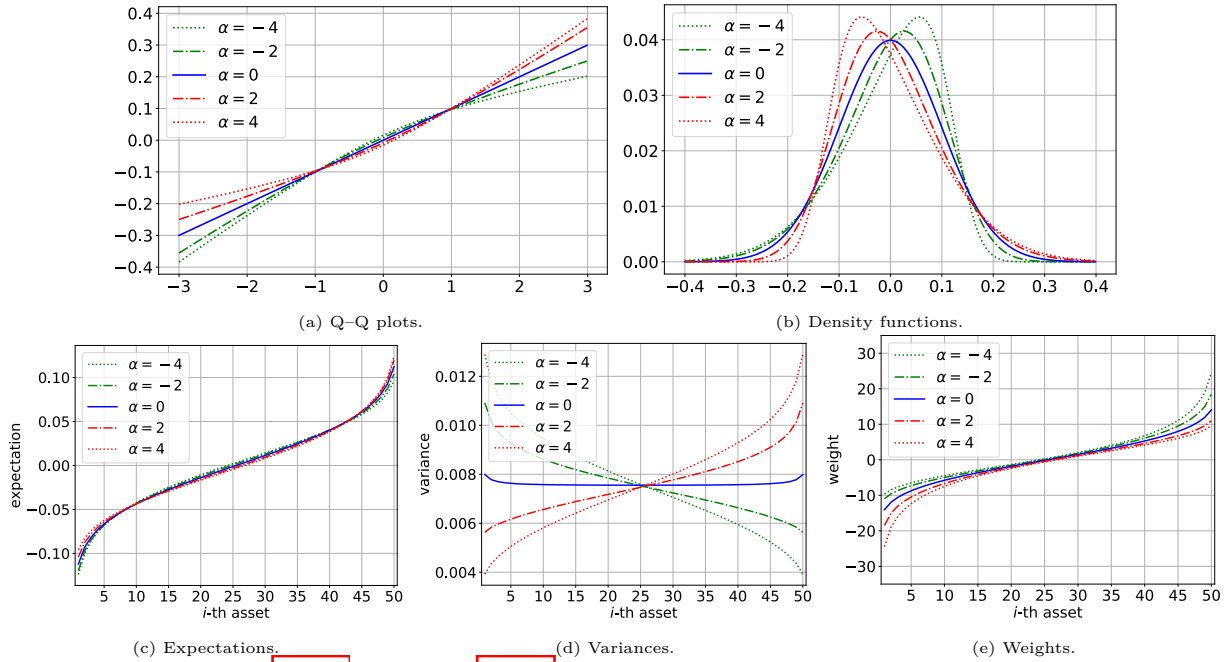 0.4
0.3
0.2
0.1
0.0
−0.1
−0.2
−0.3
−0.4
α = −4
α = −2
α = 0
α = 2
α = 4
−3 −2 −1 0 1 2 3
(a) Q–Q plots.
0.04
0.03
0.02
0.01
0.00
α = −4
α = −2
α = 0
α = 2
α = 4
−0.4 −0.3 −0.2 −0.1 0.0 0.1 0.2 0.3 0.4
(b) Density functions.
expectation
0.10
0.05
0.00
−0.05
−0.10
α = −4
α = −2
α = 0
α = 2
α = 4
5 10 15 20 25 30 35 40 45 50
i-th asset
(c) Expectations.
variance
0.012
0.010
0.008
0.006
0.004
α = −4
α = −2
α = 0
α = 2
α = 4
5 10 15 20 25 30 35 40 45 50
i-th asset
(d) Variances.
weight
30
20
10
0
−10
−20
−30
α = −4
α = −2
α = 0
α = 2
α = 4
5 10 15 20 25 30 35 40 45 50
i-th asset
(e) Weights.